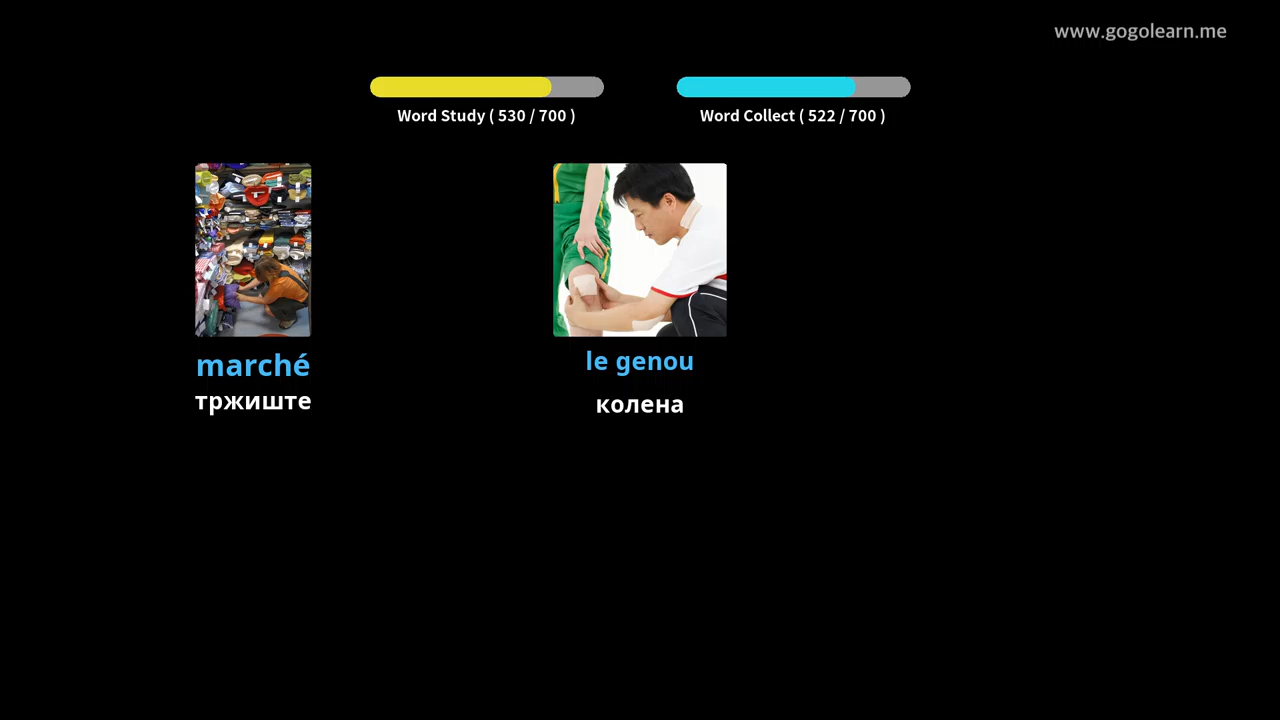 www.gogolearn.me
Word Study ( 530 / 700 )
Word Collect ( 522 / 700 )
marché
тржиште
le genou
колена